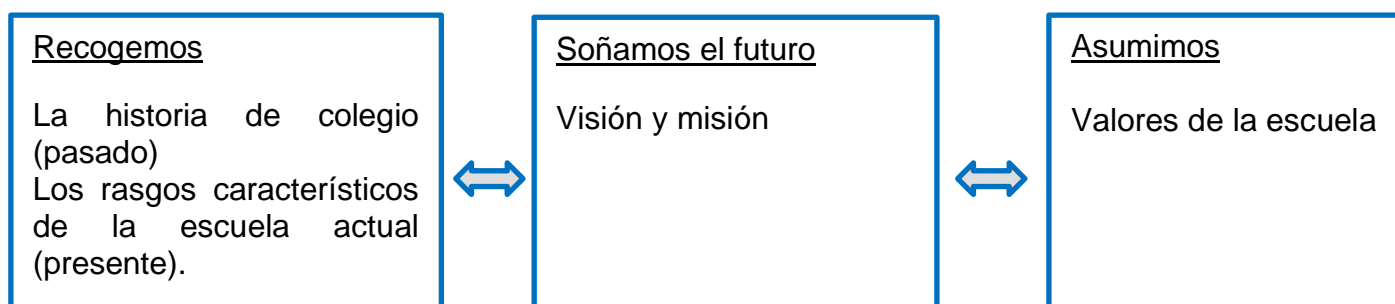 Recogemos
La historia de colegio
(pasado)
Los rasgos característicos
de la escuela actual
(presente).
Soñamos el futuro
Visión y misión
Asumimos
Valores de la escuela